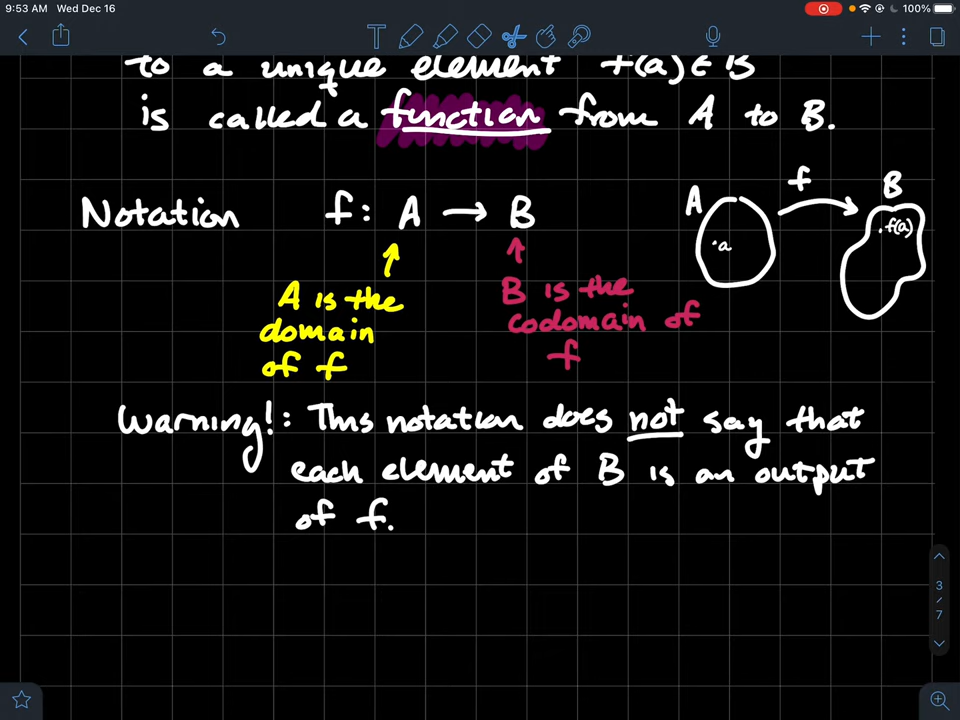 9:53 AM Wed Dec 16
100%
to a unique element f(a) ∈ B
is called a function from A to B.
Notation f: A → B
A is the
domain
of f
B is the
codomain of
f
A f B
.a .f(a)
Warning!: This notation does not say that
each element of B is an output
of f.
3
/
7